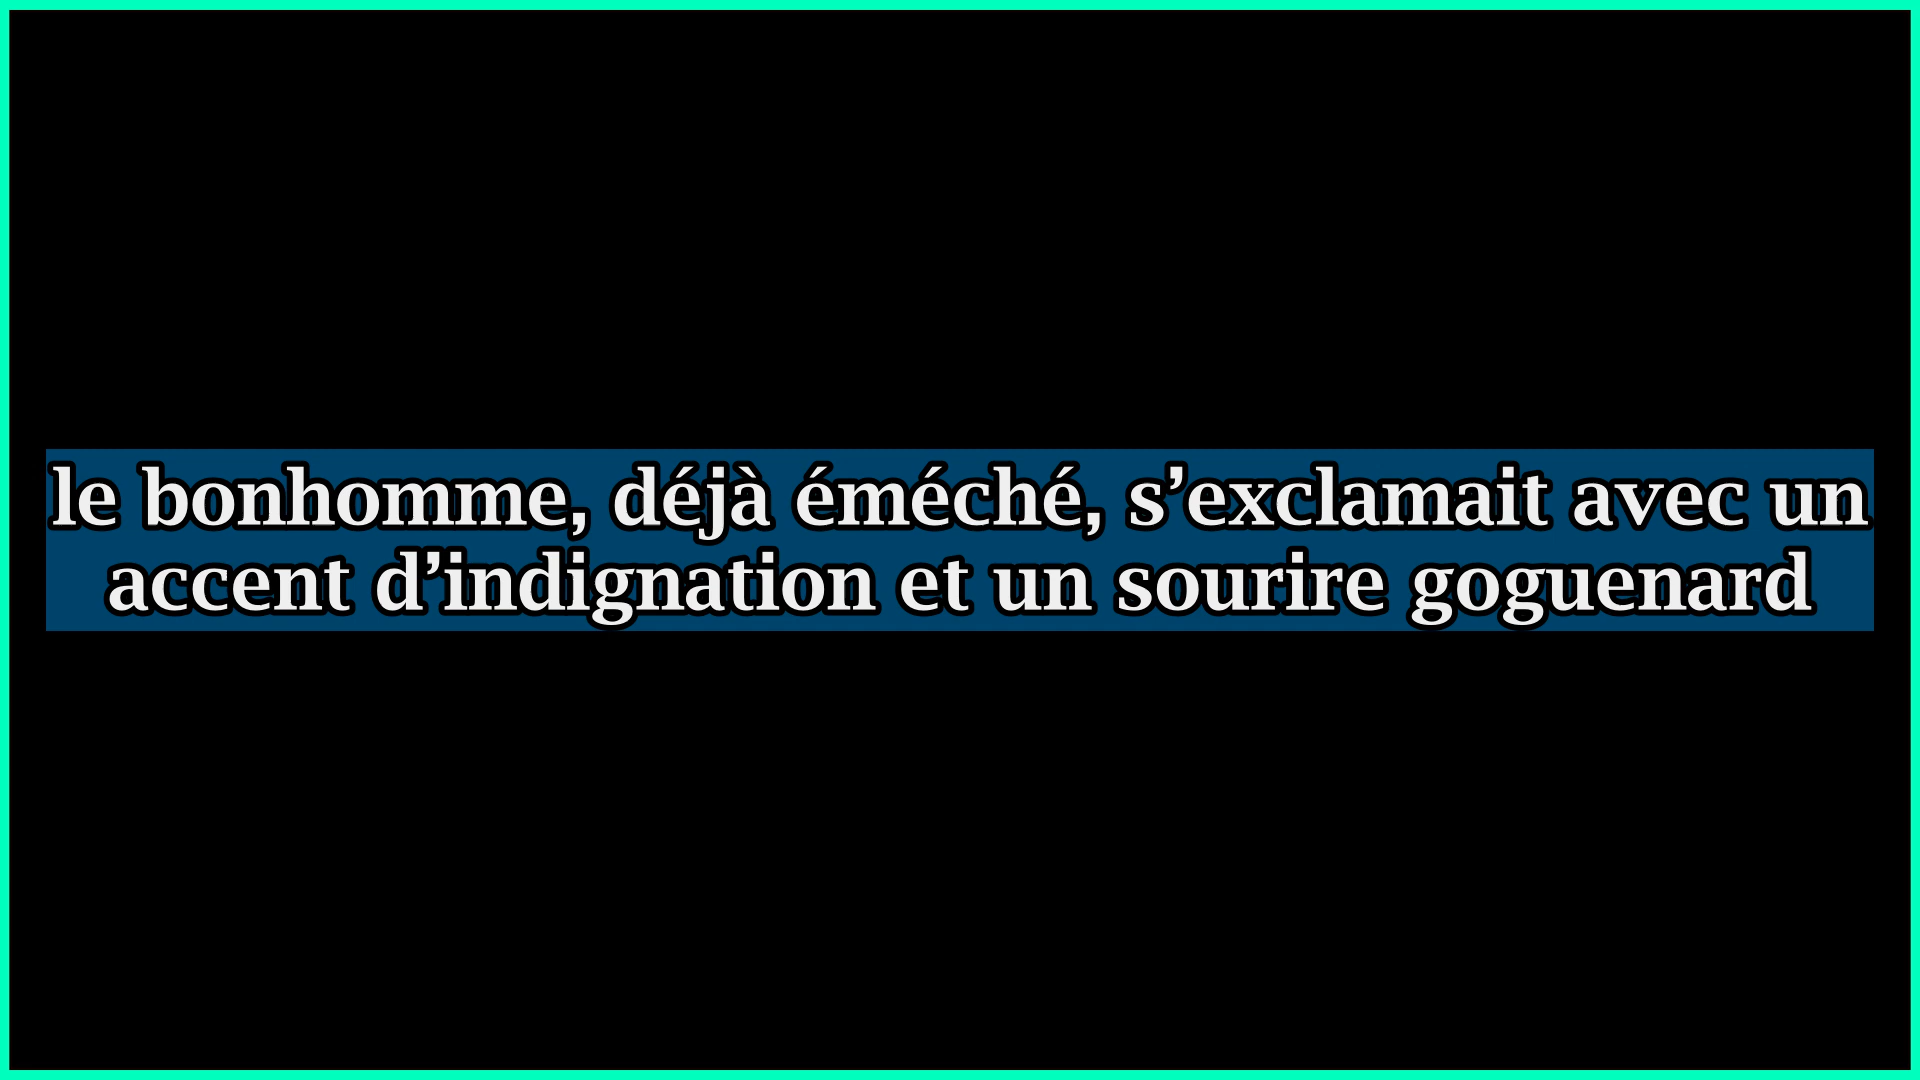 le bonhomme, déjà éméché, s’exclamait avec un
accent d’indignation et un sourire goguenard